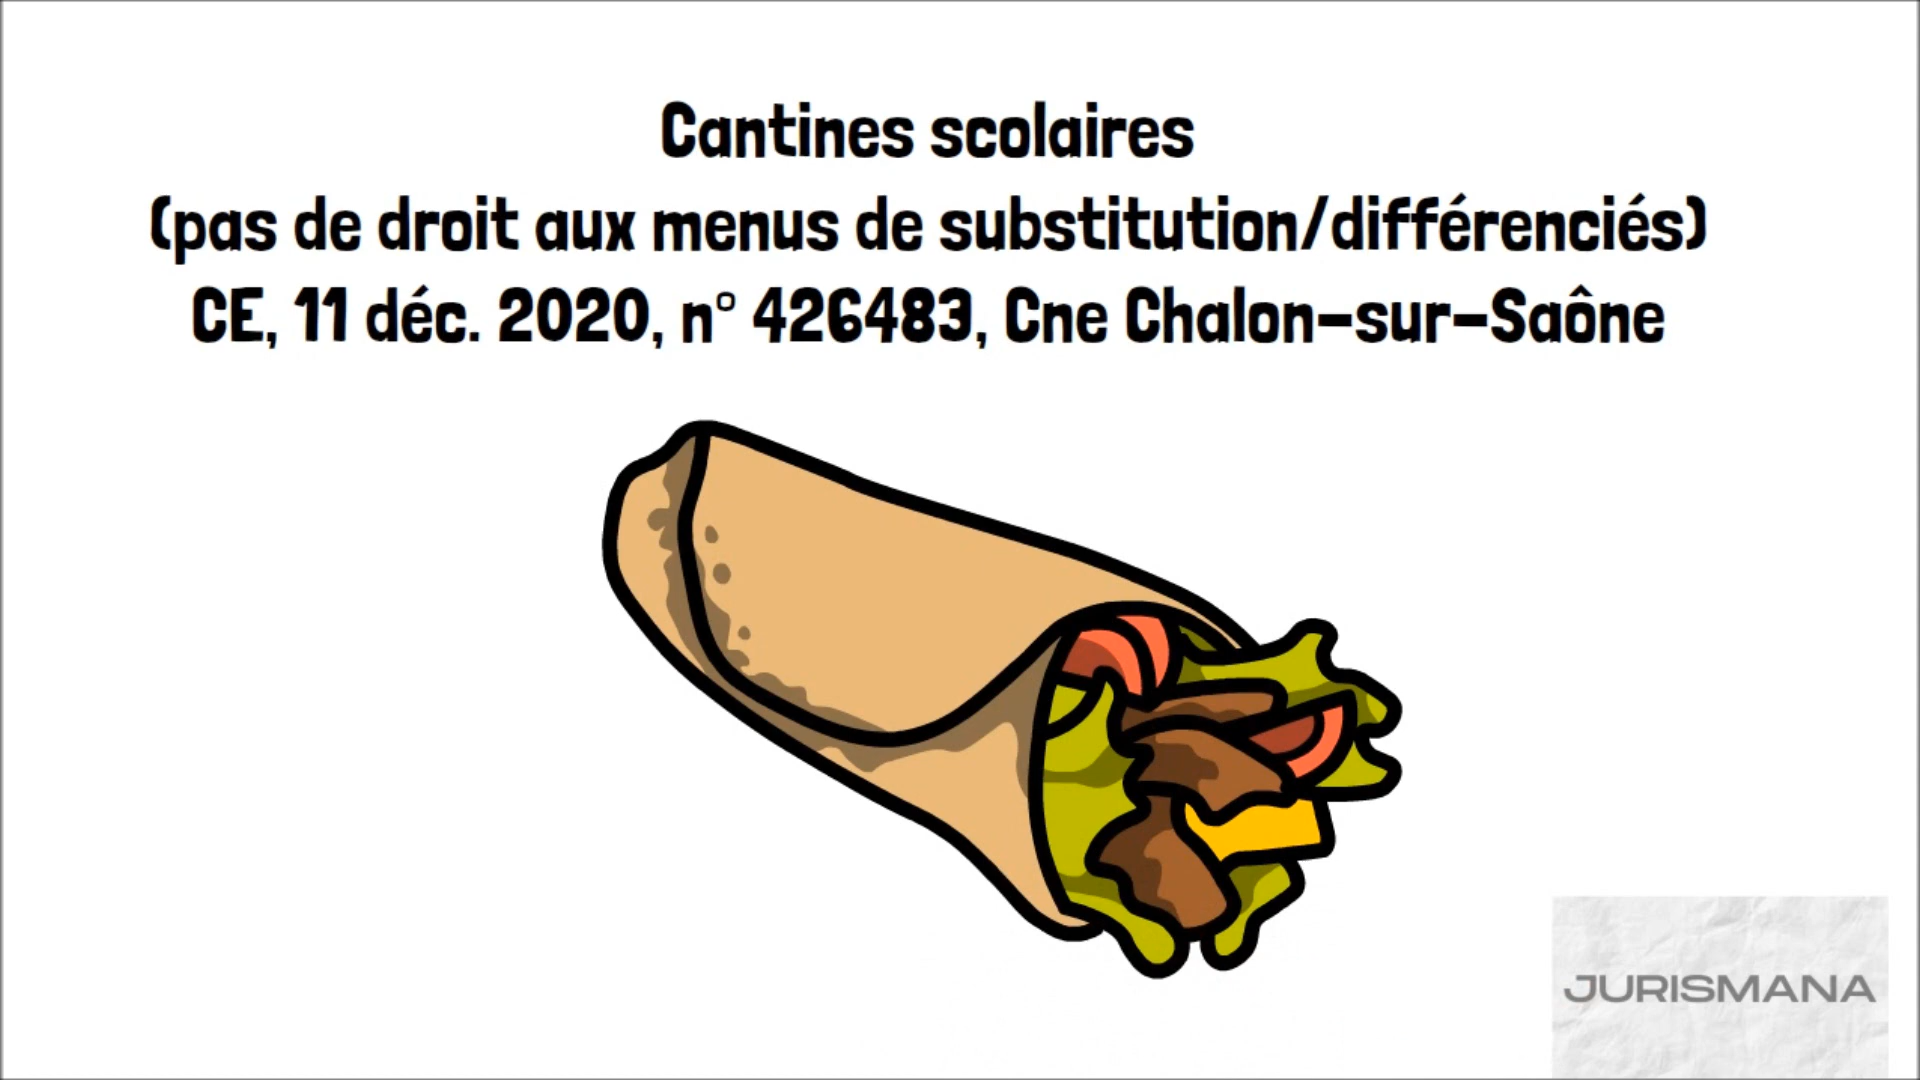 Cantines scolaires
(pas de droit aux menus de substitution/différenciés)
CE, 11 déc. 2020, n° 426483, Cne Chalon-sur-Saône
JURISMANA